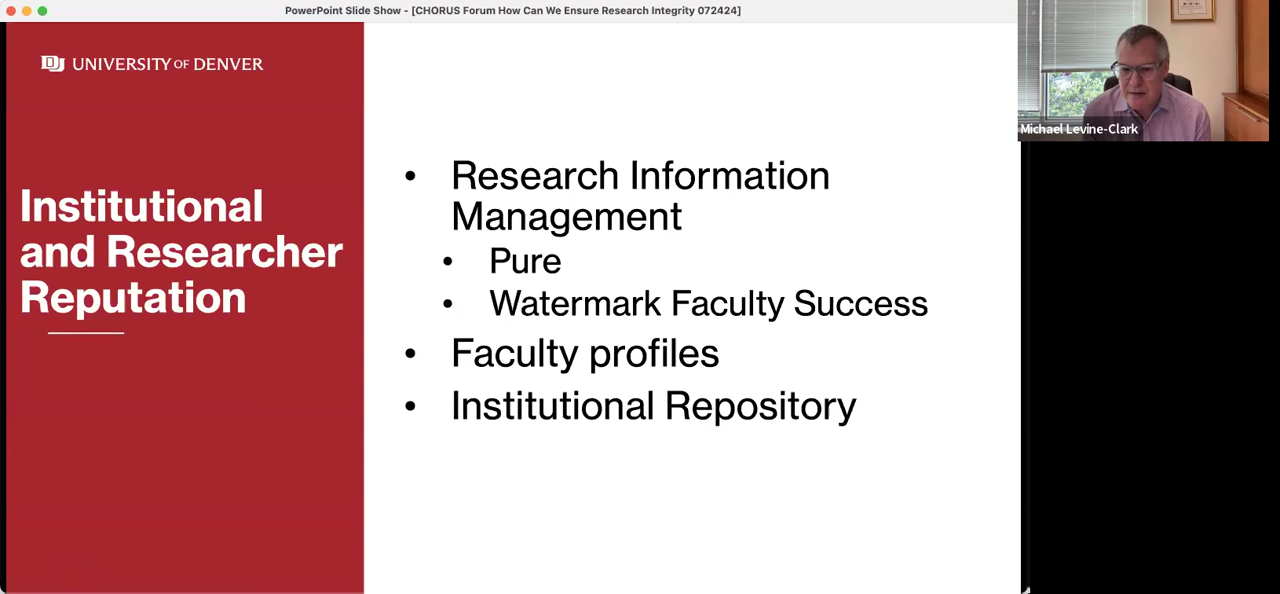 PowerPoint Slide Show - [CHORUS Forum How Can We Ensure Research Integrity 072424]
UNIVERSITY OF DENVER
Institutional
and Researcher
Reputation
• Research Information
Management
• Pure
• Watermark Faculty Success
• Faculty profiles
• Institutional Repository
Michael Levine-Clark